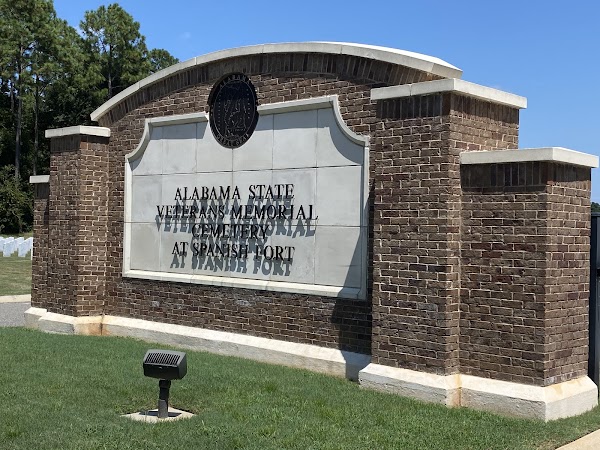 ALABAMA STATE
VETERANS MEMORIAL
CEMETERY
AT SPANISH FORT